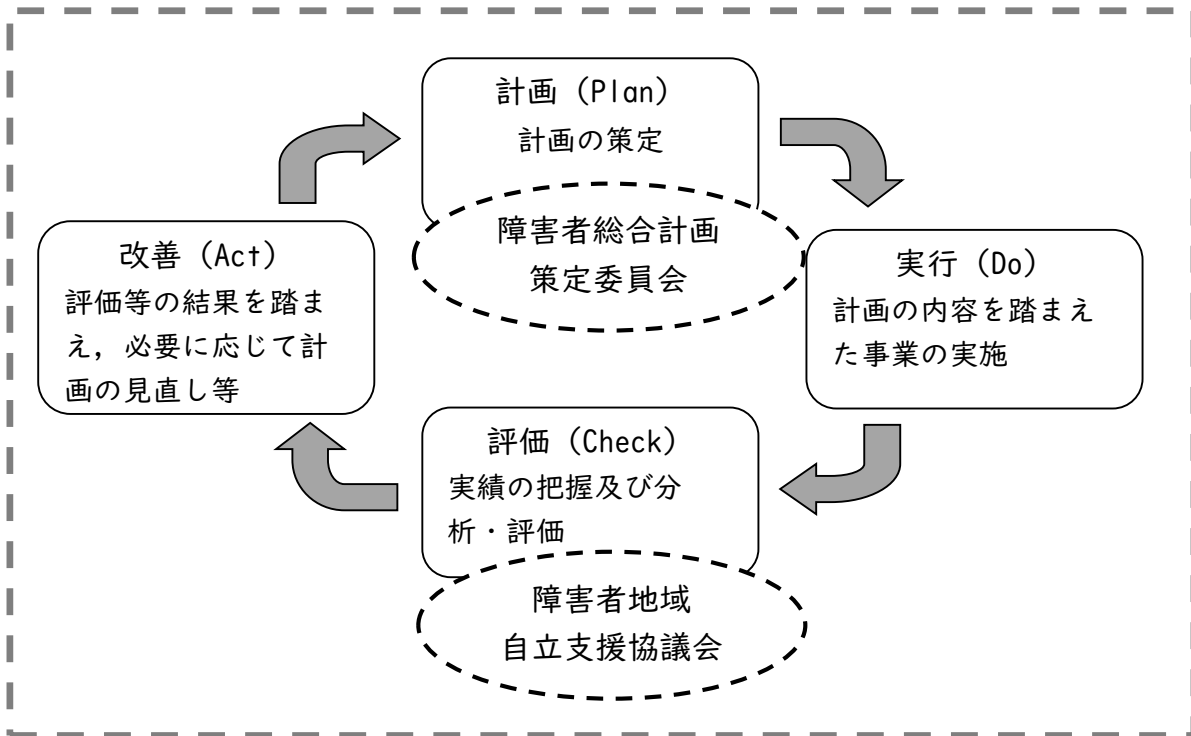 計画（Plan）
計画の策定
障害者総合計画
策定委員会
実行（Do）
計画の内容を踏まえ
た事業の実施
評価（Check）
実績の把握及び分
析・評価
障害者地域
自立支援協議会
改善（Act）
評価等の結果を踏ま
え，必要に応じて計
画の見直し等